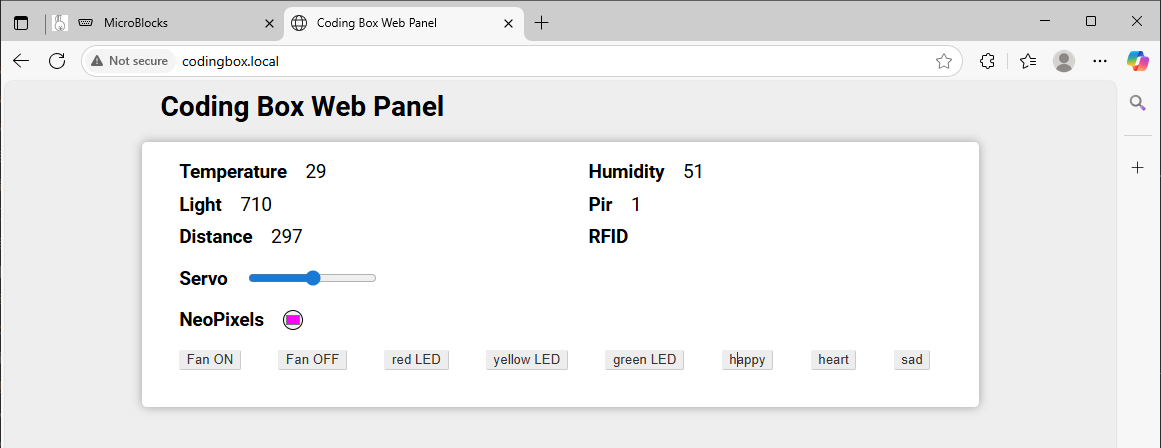 MicroBlocks
Coding Box Web Panel
Not secure
codingbox.local
Coding Box Web Panel
Temperature 29
Humidity 51
Light 710
Pir 1
Distance 297
RFID
Servo
NeoPixels
Fan ON
Fan OFF
red LED
yellow LED
green LED
happy
heart
sad